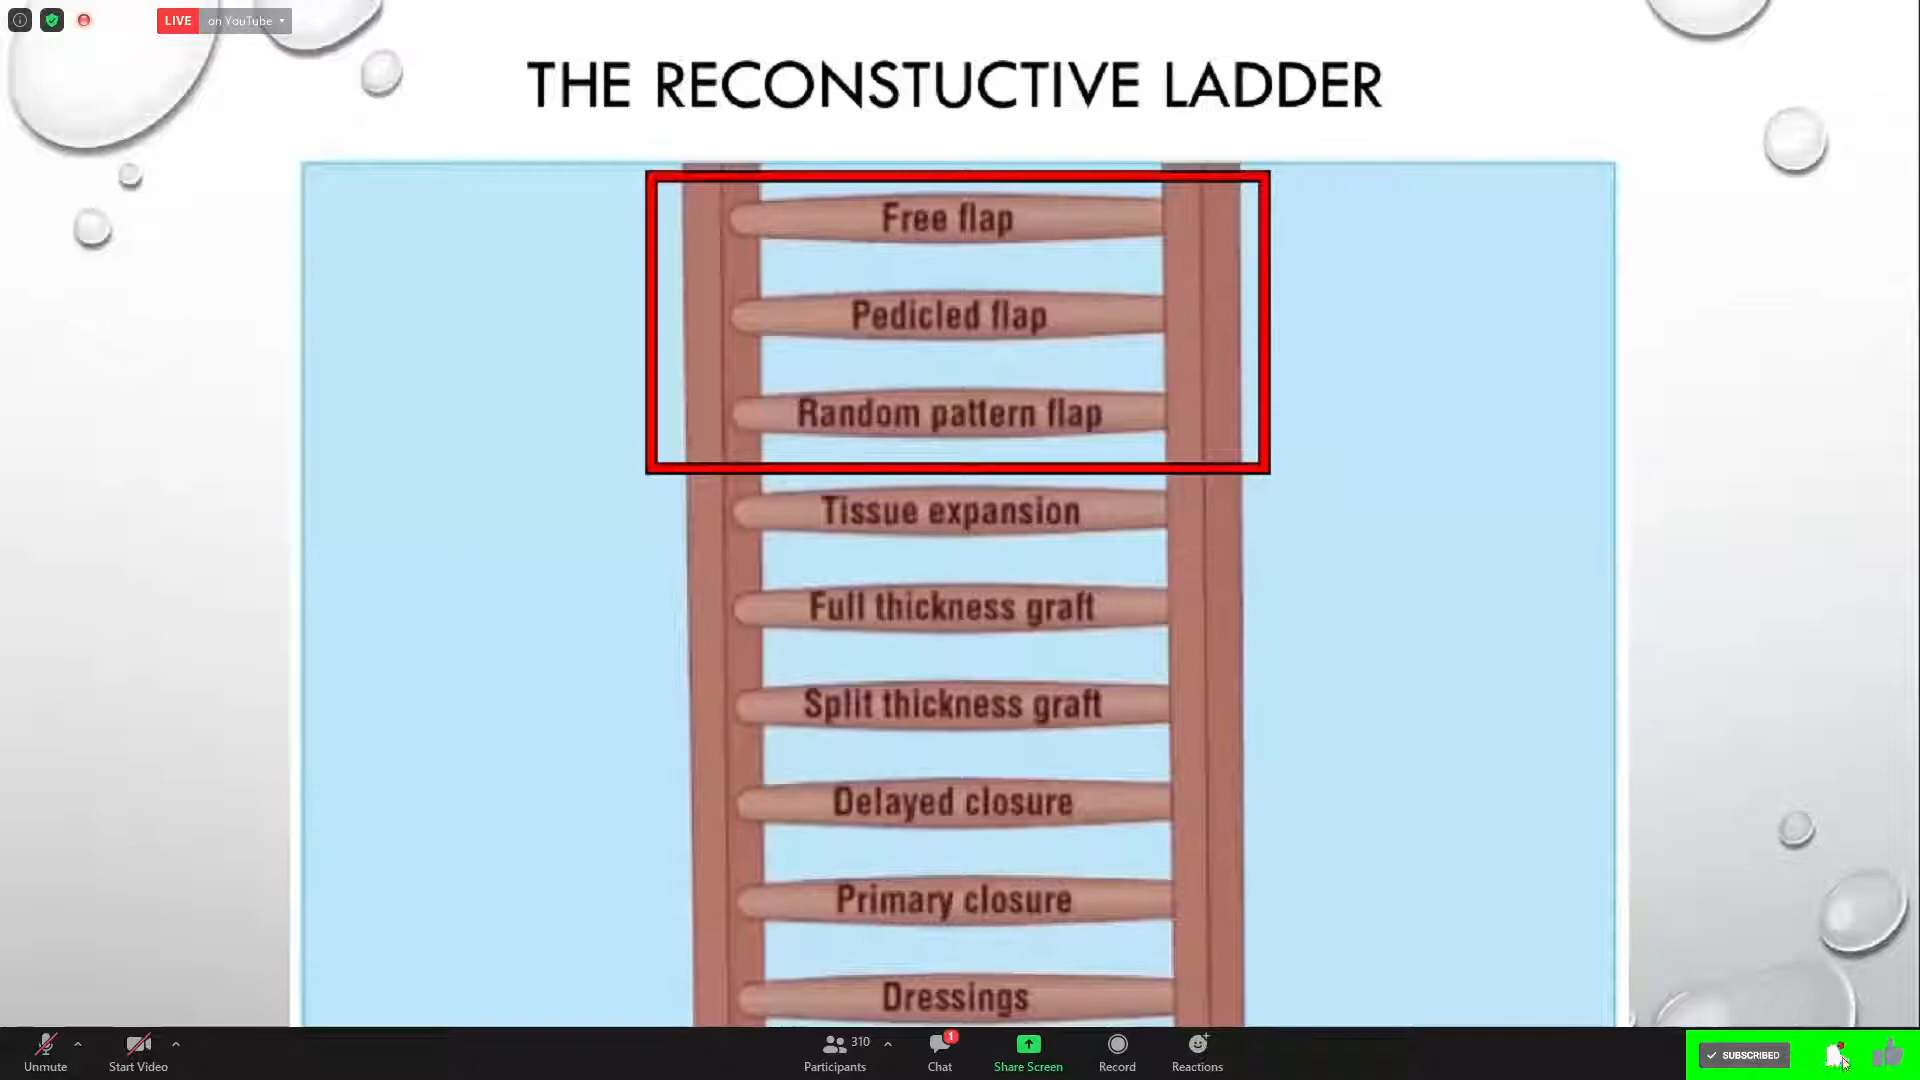 LIVE on YouTube
THE RECONSTUCTIVE LADDER
Free flap
Pedicled flap
Random pattern flap
Tissue expansion
Full thickness graft
Split thickness graft
Delayed closure
Primary closure
Dressings
Unmute
Start Video
310
Participants
1
Chat
Share Screen
Record
Reactions
SUBSCRIBED